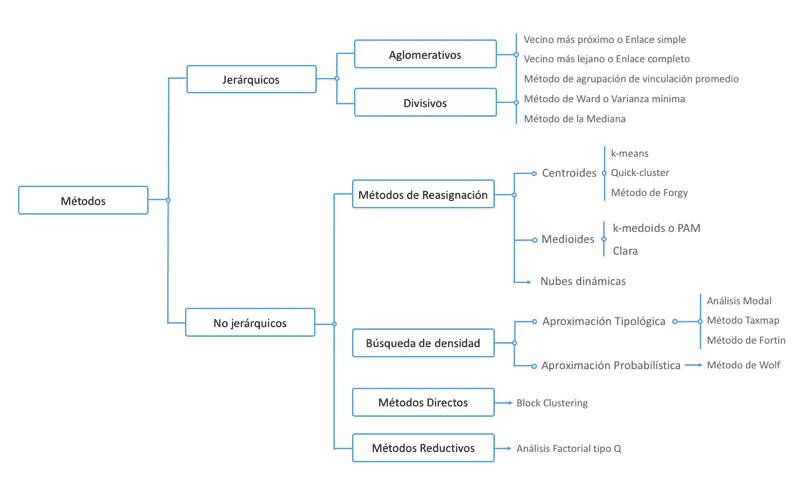 Métodos
Jerárquicos
Aglomerativos
Divisivos
Vecino más próximo o Enlace simple
Vecino más lejano o Enlace completo
Método de agrupación de vinculación promedio
Método de Ward o Varianza mínima
Método de la Mediana
No jerárquicos
Métodos de Reasignación
Centroides
k-means
Quick-cluster
Método de Forgy
Medioides
k-medoids o PAM
Clara
Nubes dinámicas
Búsqueda de densidad
Aproximación Tipológica
Análisis Modal
Método Taxmap
Método de Fortin
Aproximación Probabilística
Método de Wolf
Métodos Directos
Block Clustering
Métodos Reductivos
Análisis Factorial tipo Q